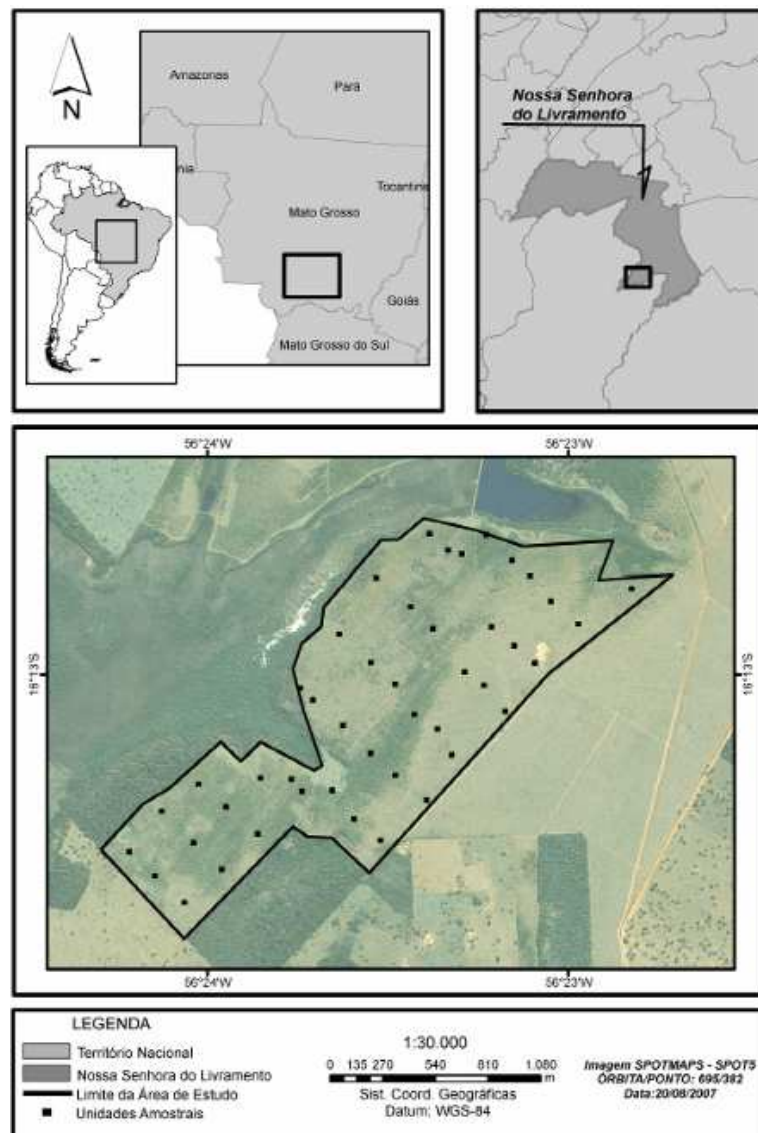 Amazonas
Pará
N
nia
Tocantins
Mato Grosso
Goiás
Mato Grosso do Sul
Nossa Senhora
do Livramento
56°24'W
56°23'W
16°13'S
16°13'S
56°24'W
56°23'W
LEGENDA
Território Nacional
Nossa Senhora do Livramento
Limite da Área de Estudo
Unidades Amostrais
1:30.000
0 135 270 540 810 1.080
m
Sist. Coord. Geográficas
Datum: WGS-84
Imagem SPOTMAPS - SPOT5
ÓRBITA/PONTO: 695/382
Data:20/08/2007